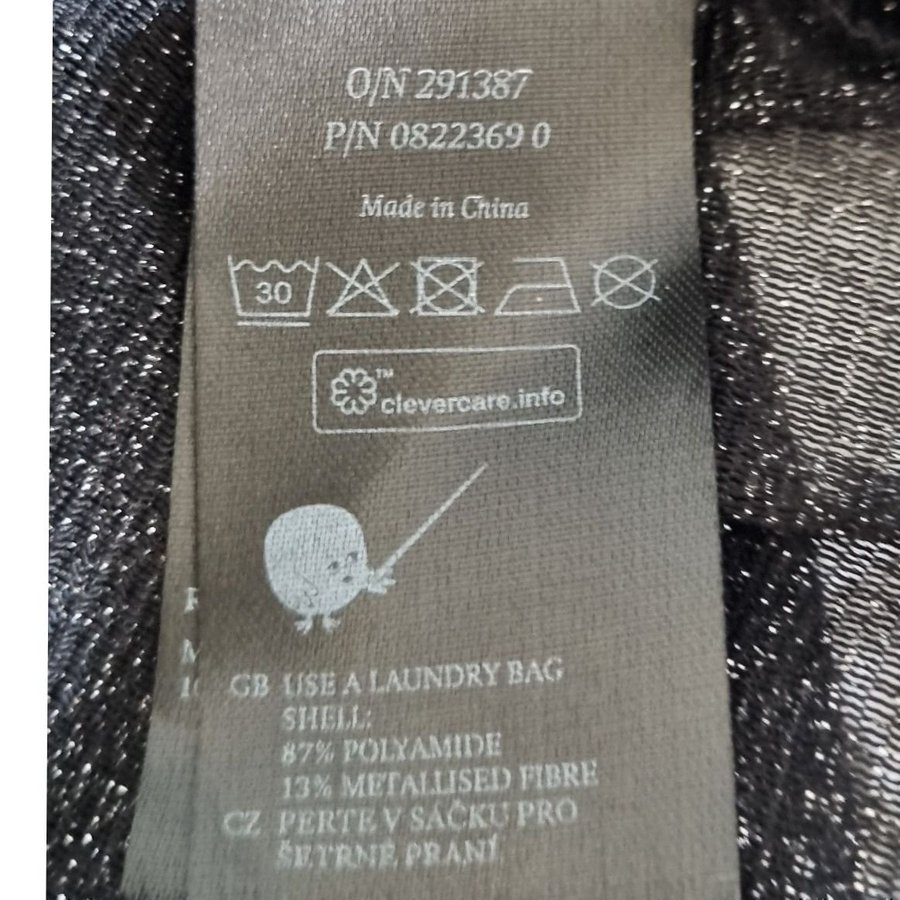 O/N 291387
P/N 0822369 0
Made in China
30
™ clevercare.info
GB USE A LAUNDRY BAG
SHELL:
87% POLYAMIDE
13% METALLISED FIBRE
CZ PERTE V SÁČKU PRO
ŠETRNÉ PRANÍ